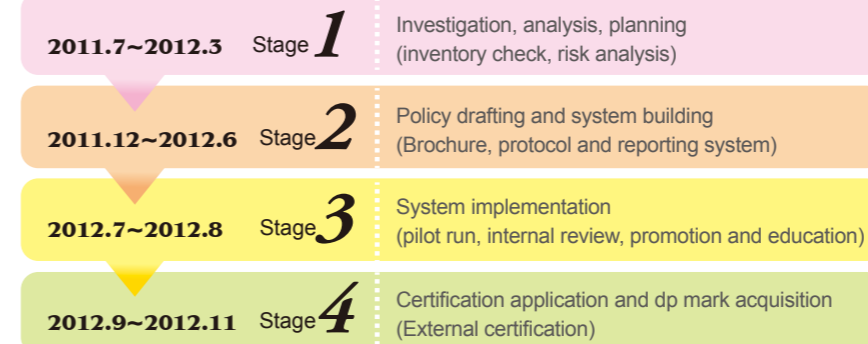 2011.7~2012.3 Stage 1
Investigation, analysis, planning
(inventory check, risk analysis)
2011.12~2012.6 Stage 2
Policy drafting and system building
(Brochure, protocol and reporting system)
2012.7~2012.8 Stage 3
System implementation
(pilot run, internal review, promotion and education)
2012.9~2012.11 Stage 4
Certification application and dp mark acquisition
(External certification)